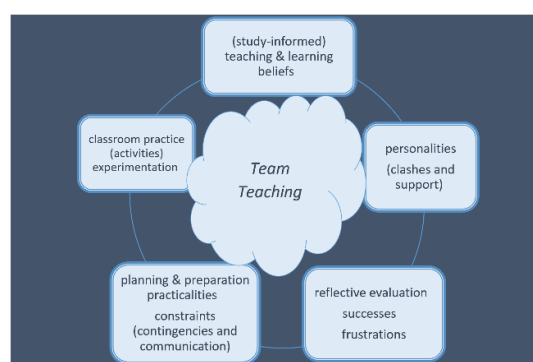 (study-informed)
teaching & learning
beliefs
classroom practice
(activities)
experimentation
Team
Teaching
personalities
(clashes and
support)
planning & preparation
practicalities
constraints
(contingencies and
communication)
reflective evaluation
successes
frustrations